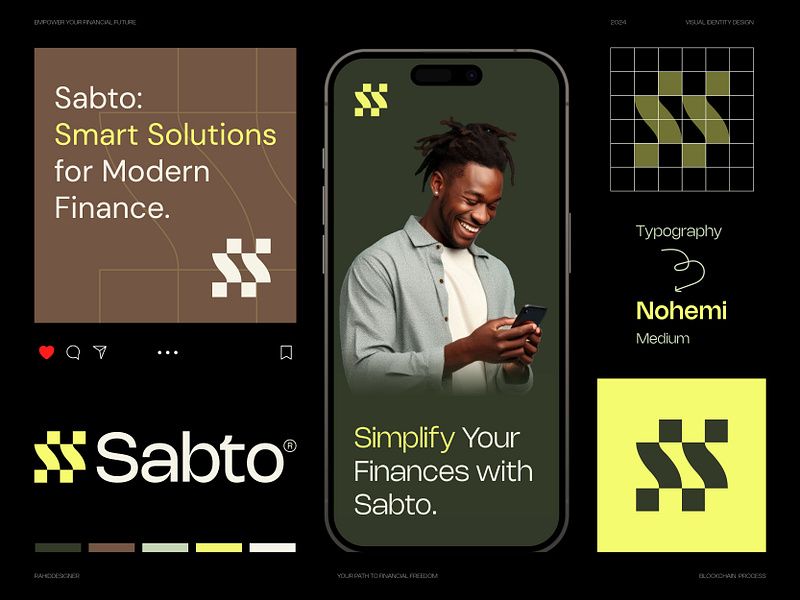 EMPOWER YOUR FINANCIAL FUTURE
2024
VISUAL IDENTITY DESIGN
Sabto:
Smart Solutions
for Modern
Finance.
Simplify Your
Finances with
Sabto.
Typography
Nohemi
Medium
Sabto®
RAHIDDESIGNER
YOUR PATH TO FINANCIAL FREEDOM
BLOCKCHAIN PROCESS